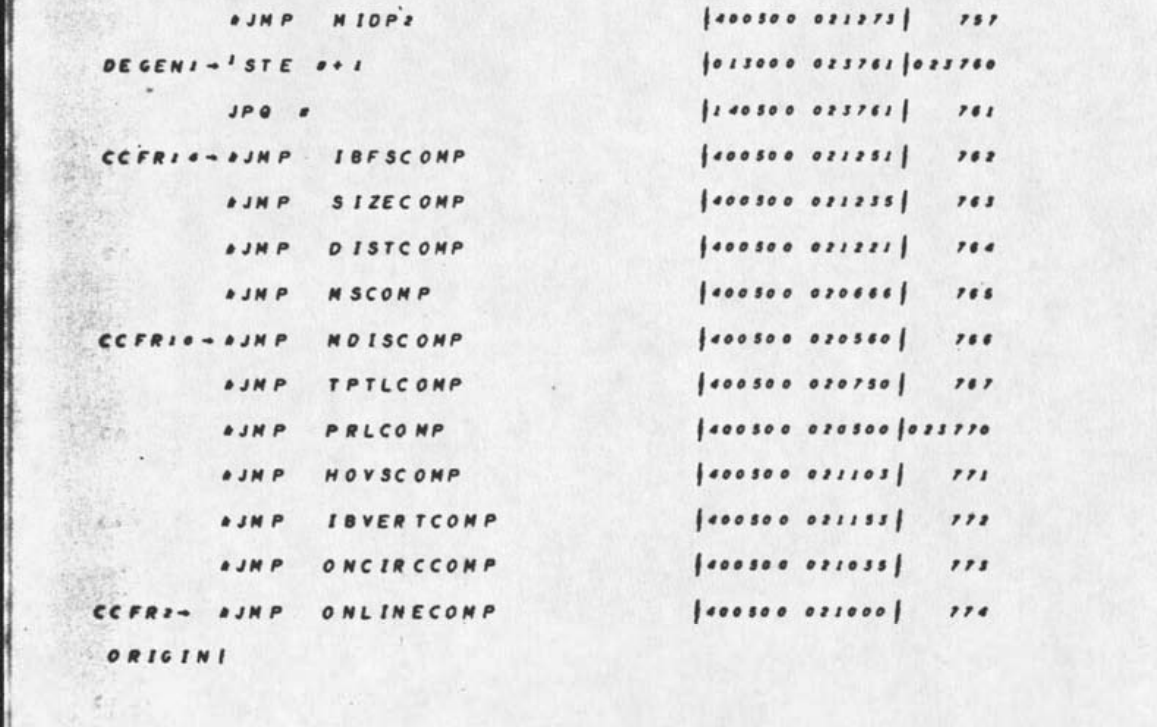 *JMP MIDP2 |400500 021273| 757
DEGEN1→ ¹STE #+1 |013000 023761|023760
JPQ # |140500 023761| 761
CCFR14→ *JMP IBFSCOMP |400500 021251| 762
*JMP SIZECOMP |400500 021235| 763
*JMP DISTCOMP |400500 021221| 764
*JMP MSCOMP |400500 020666| 765
CCFR10→ *JMP MDISCOMP |400500 020560| 766
*JMP TPTLCOMP |400500 020750| 767
*JMP PRLCOMP |400500 020500|023770
*JMP HOVSCOMP |400500 021103| 771
*JMP IBVERTCOMP |400500 021153| 772
*JMP ONCIRCCOMP |400500 021035| 773
CCFR2→ *JMP ONLINECOMP |400500 021000| 774
ORIGIN|